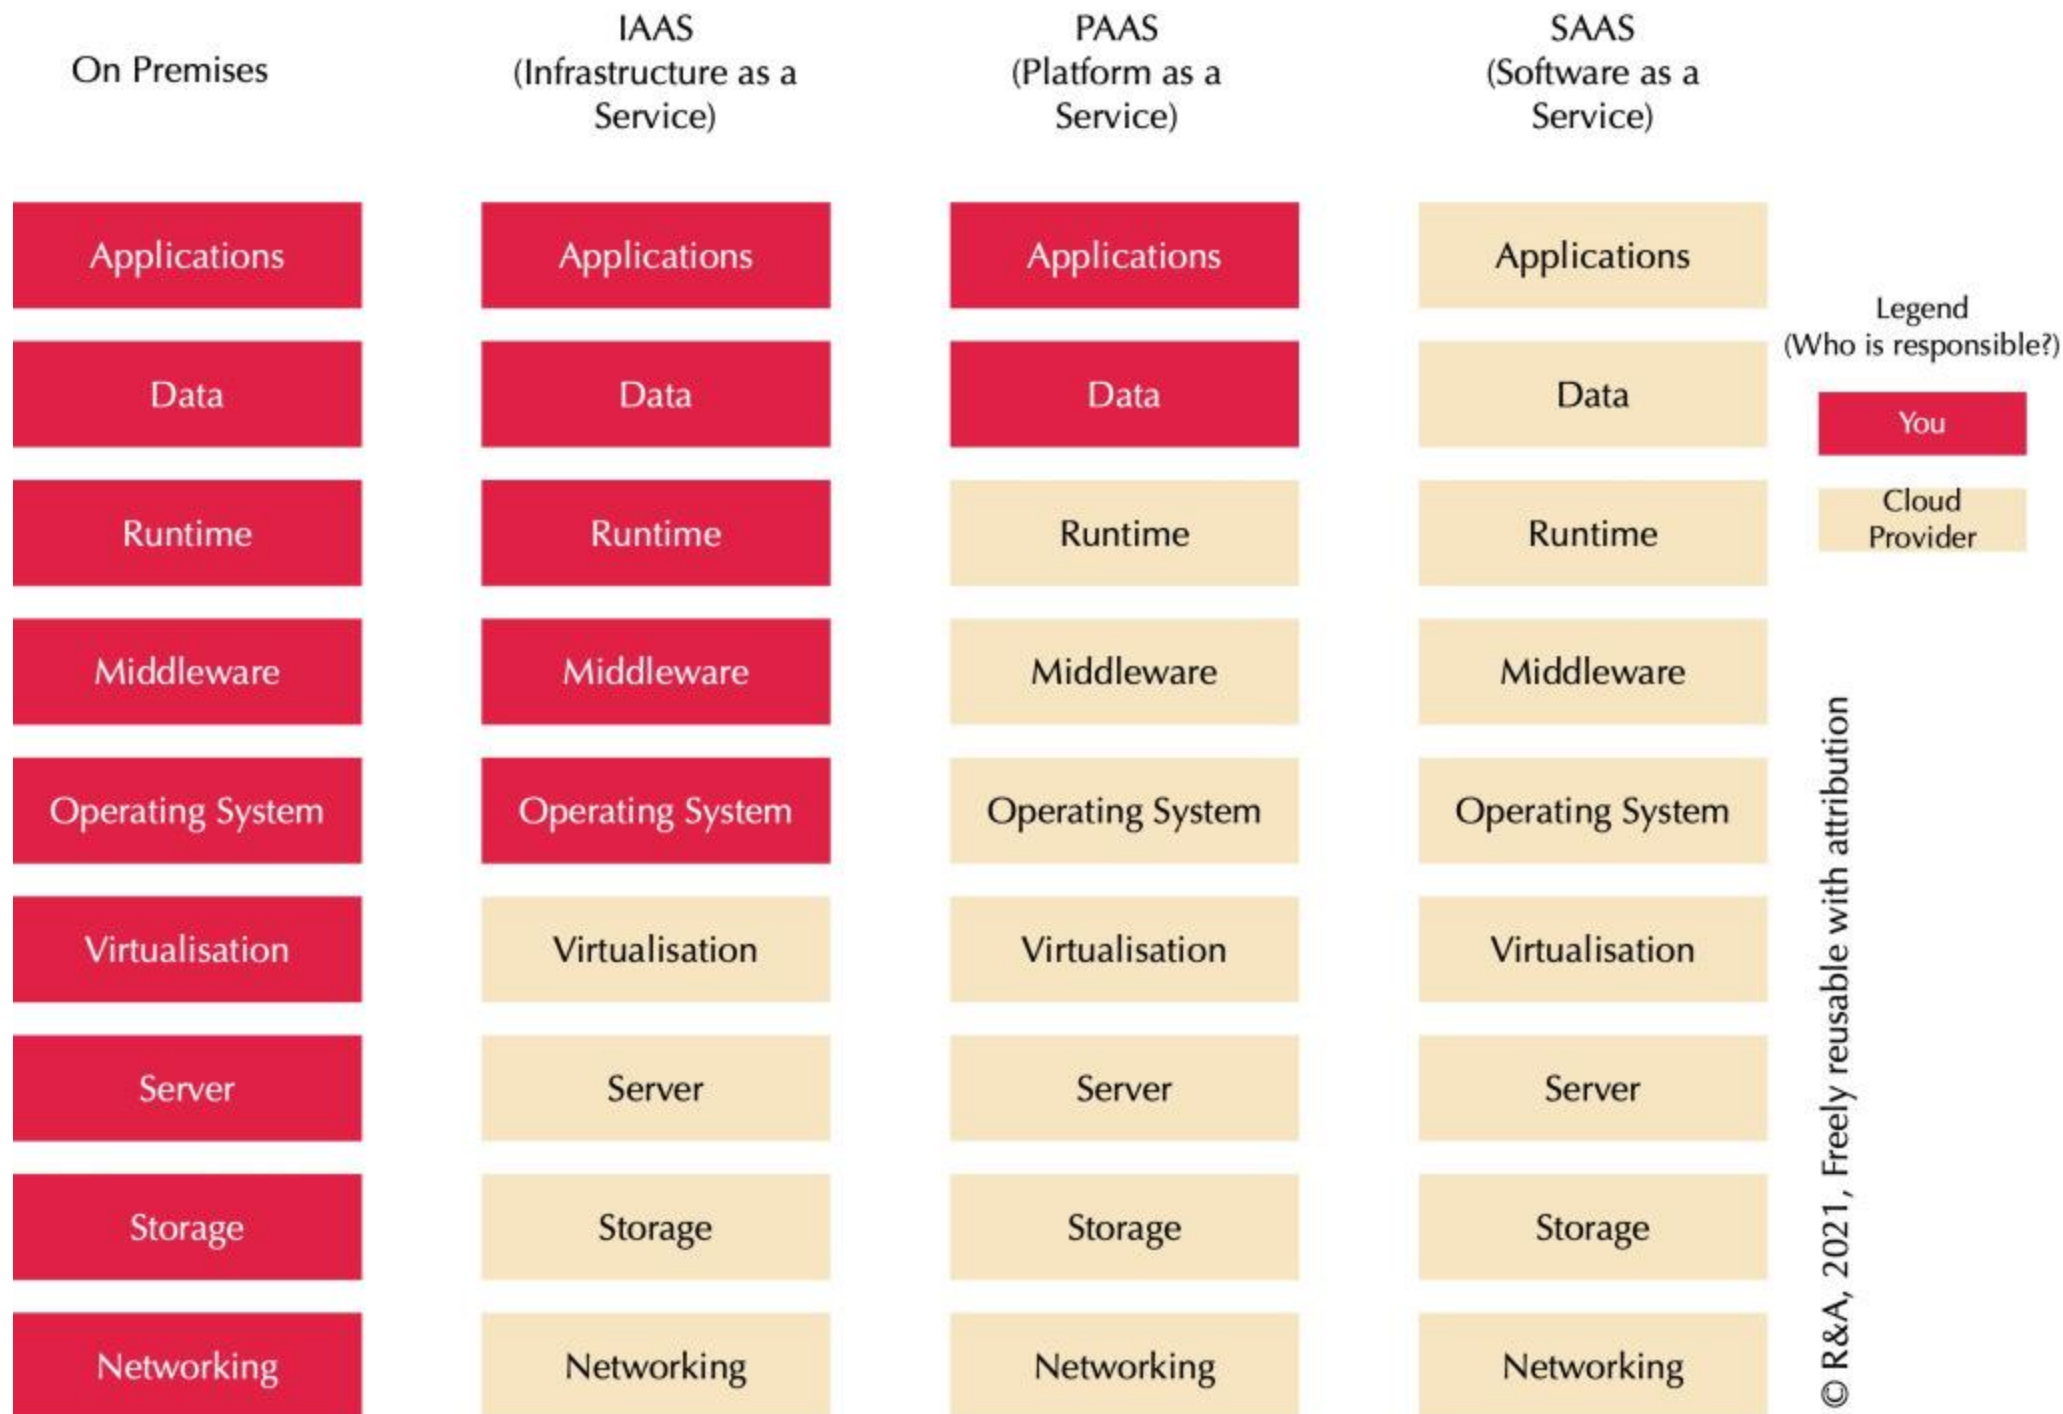 On Premises
IAAS
(Infrastructure as a
Service)
PAAS
(Platform as a
Service)
SAAS
(Software as a
Service)
Applications
Applications
Applications
Applications
Data
Data
Data
Data
Runtime
Runtime
Runtime
Runtime
Middleware
Middleware
Middleware
Middleware
Operating System
Operating System
Operating System
Operating System
Virtualisation
Virtualisation
Virtualisation
Virtualisation
Server
Server
Server
Server
Storage
Storage
Storage
Storage
Networking
Networking
Networking
Networking
Legend
(Who is responsible?)
You
Cloud
Provider
© R&A, 2021, Freely reusable with attribution